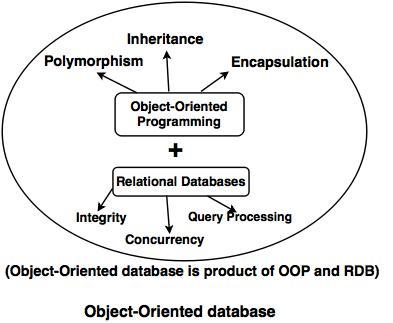 Inheritance
Polymorphism
Encapsulation
Object-Oriented
Programming
+
Relational Databases
Integrity
Query Processing
Concurrency
(Object-Oriented database is product of OOP and RDB)
Object-Oriented database